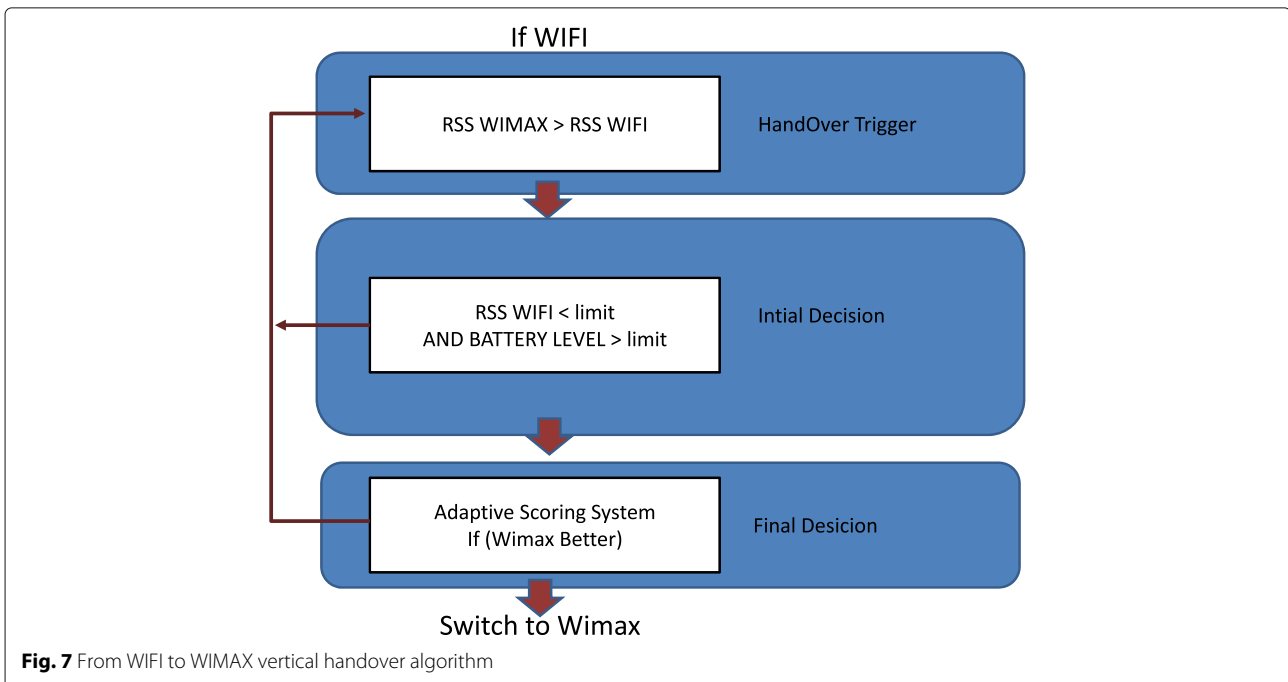 If WIFI
RSS WIMAX > RSS WIFI
HandOver Trigger
RSS WIFI < limit
AND BATTERY LEVEL > limit
Intial Decision
Adaptive Scoring System
If (Wimax Better)
Final Desicion
Switch to Wimax
Fig. 7 From WIFI to WIMAX vertical handover algorithm